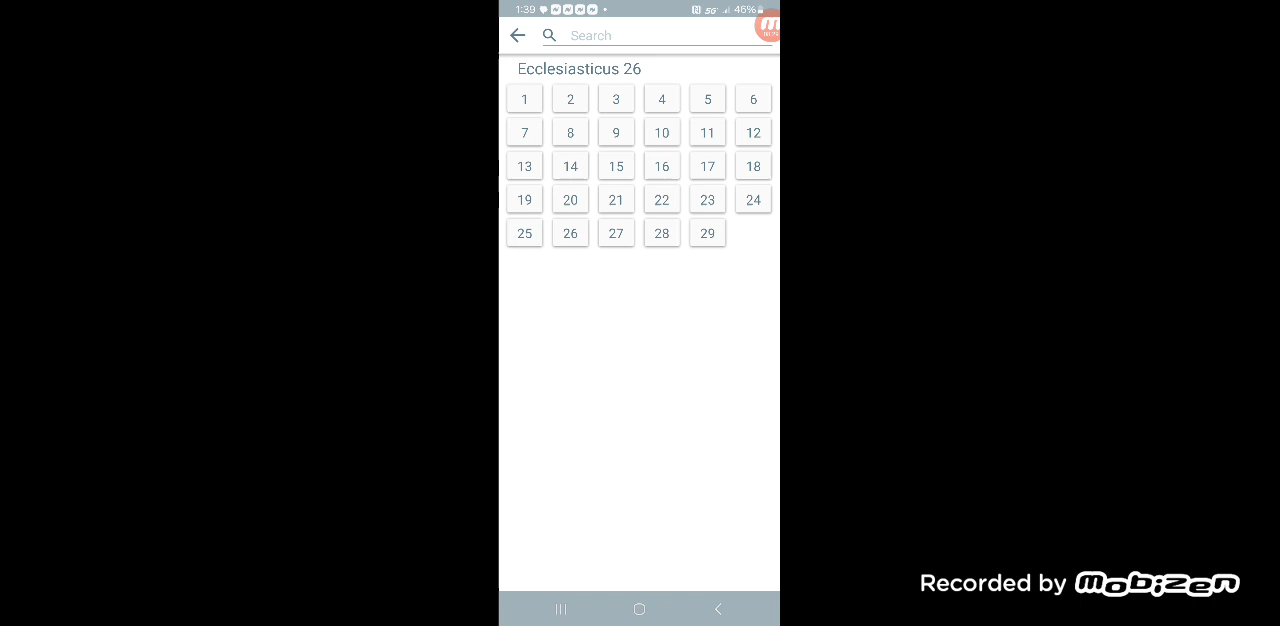 1:39
5G
46%
Search
Ecclesiasticus 26
1 2 3 4 5 6
7 8 9 10 11 12
13 14 15 16 17 18
19 20 21 22 23 24
25 26 27 28 29
Recorded by mobizen